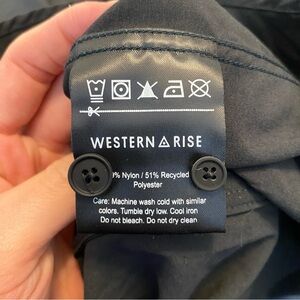 WESTERN RISE
% Nylon / 51% Recycled
Polyester
Care: Machine wash cold with similar
colors. Tumble dry low. Cool iron
Do not bleach. Do not dry clean